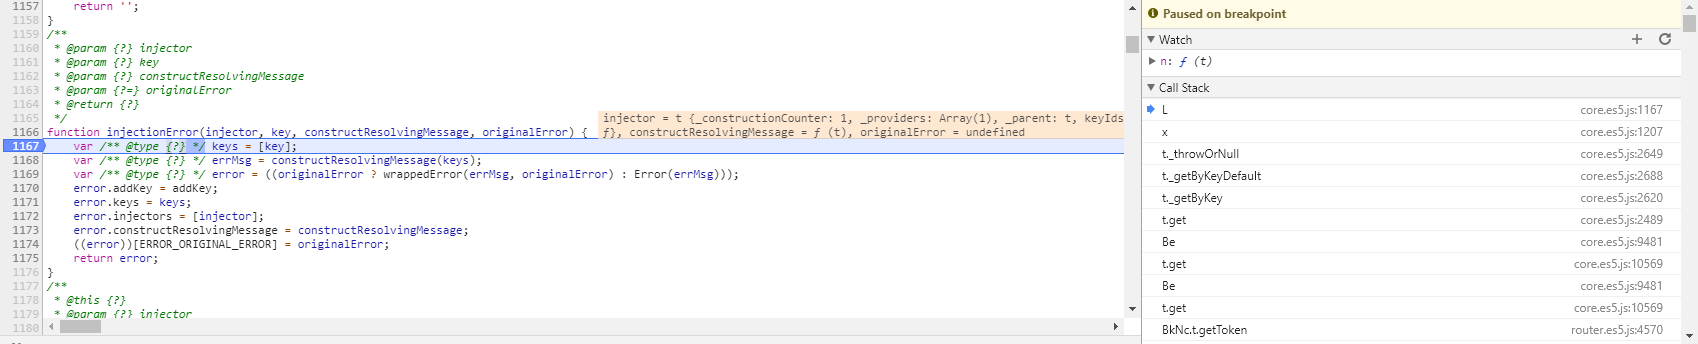 1157 return '';
1158 }
1159 /**
1160 * @param {?} injector
1161 * @param {?} key
1162 * @param {?} constructResolvingMessage
1163 * @param {?=} originalError
1164 * @return {?}
1165 */
1166 function injectionError(injector, key, constructResolvingMessage, originalError) {
injector = t {_constructionCounter: 1, _providers: Array(1), _parent: t, keyIds
ƒ}, constructResolvingMessage = ƒ (t), originalError = undefined
1167 var /** @type {?} */ keys = [key];
1168 var /** @type {?} */ errMsg = constructResolvingMessage(keys);
1169 var /** @type {?} */ error = ((originalError ? wrappedError(errMsg, originalError) : Error(errMsg)));
1170 error.addKey = addKey;
1171 error.keys = keys;
1172 error.injectors = [injector];
1173 error.constructResolvingMessage = constructResolvingMessage;
1174 ((error))[ERROR_ORIGINAL_ERROR] = originalError;
1175 return error;
1176 }
1177 /**
1178 * @this {?}
1179 * @param {?} injector
1180
Paused on breakpoint
Watch
n: ƒ (t)
Call Stack
L core.es5.js:1167
x core.es5.js:1207
t._throwOrNull core.es5.js:2649
t._getByKeyDefault core.es5.js:2688
t._getByKey core.es5.js:2620
t.get core.es5.js:2489
Be core.es5.js:9481
t.get core.es5.js:10569
Be core.es5.js:9481
t.get core.es5.js:10569
BkNc.t.getToken router.es5.js:4570